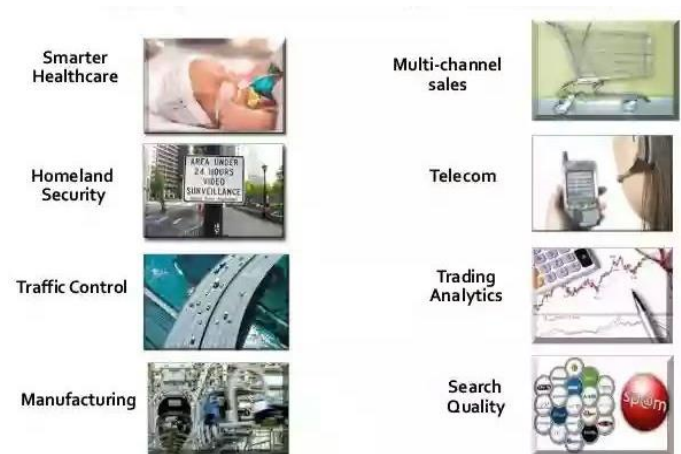 Smarter
Healthcare
Multi-channel
sales
AREA UNDER
24 HOURS
VIDEO
SURVEILLANCE
Homeland
Security
Telecom
Traffic Control
Trading
Analytics
Manufacturing
Search
Quality
sp@m